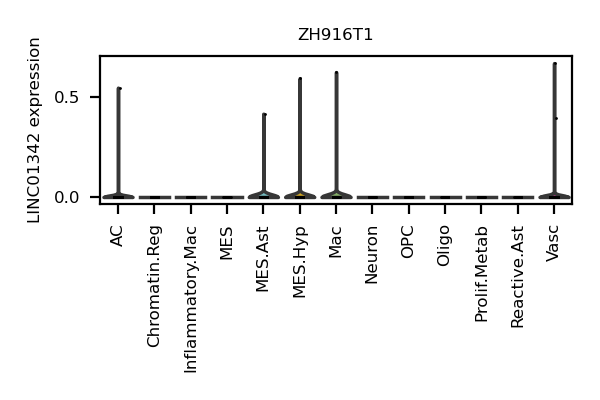 ZH916T1
LINC01342 expression
0.5
0.0
AC
Chromatin.Reg
Inflammatory.Mac
MES
MES.Ast
MES.Hyp
Mac
Neuron
OPC
Oligo
Prolif.Metab
Reactive.Ast
Vasc